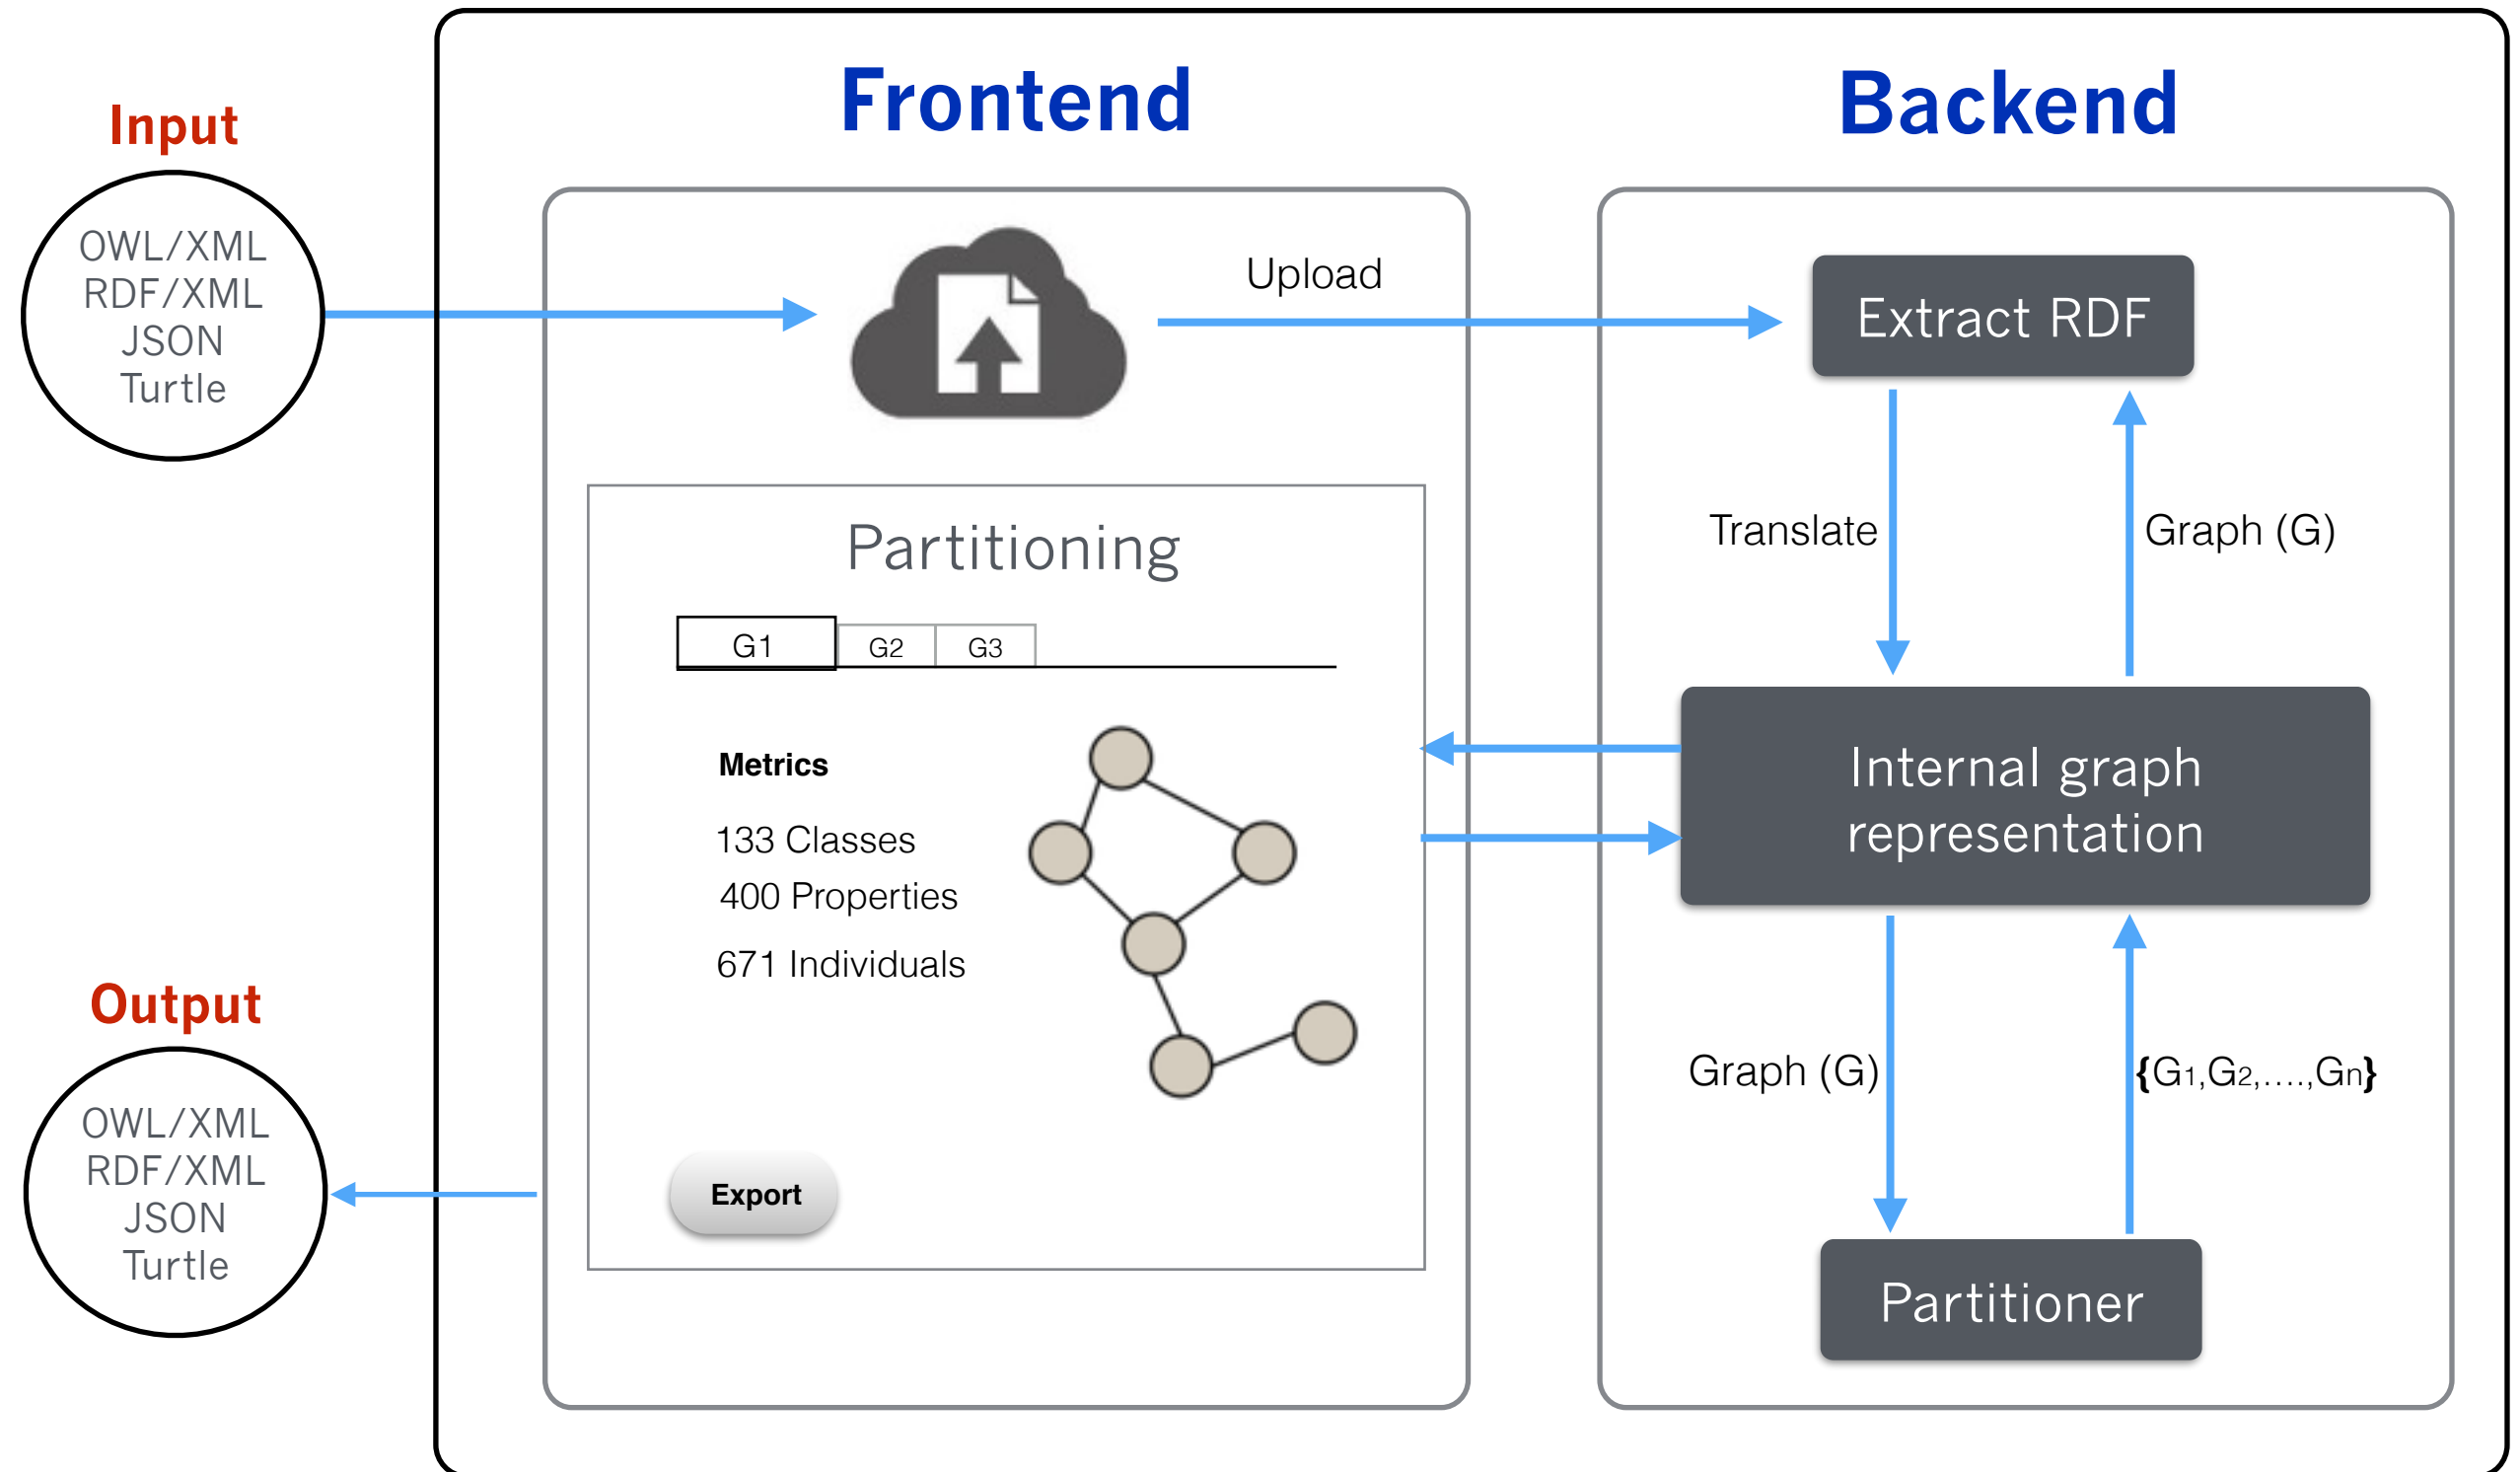 Frontend
Backend
Input
OWL/XML
RDF/XML
JSON
Turtle
Upload
Extract RDF
Translate
Graph (G)
Partitioning
G1
G2
G3
Metrics
133 Classes
400 Properties
671 Individuals
Export
Internal graph
representation
Graph (G)
{G1,G2,....,Gn}
Partitioner
Output
OWL/XML
RDF/XML
JSON
Turtle